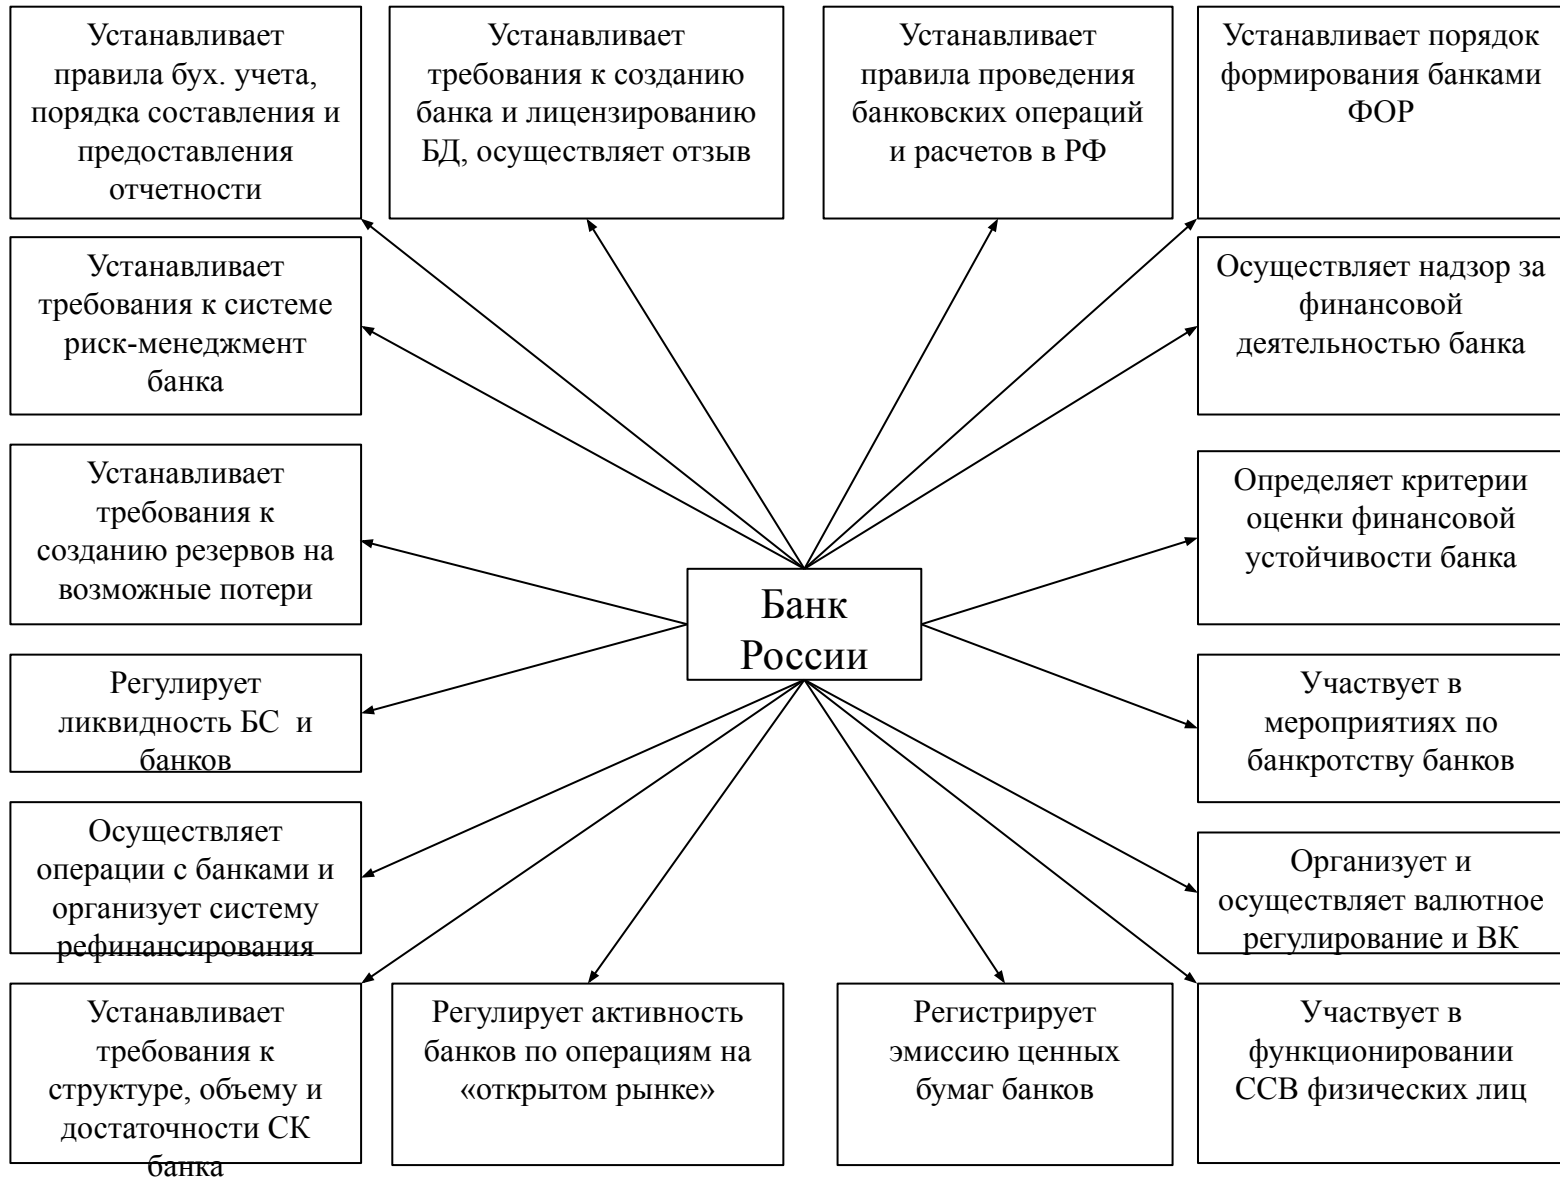 Устанавливает
правила бух. учета,
порядка составления и
предоставления
отчетности
Устанавливает
требования к созданию
банка и лицензированию
БД, осуществляет отзыв
Устанавливает
правила проведения
банковских операций
и расчетов в РФ
Устанавливает порядок
формирования банками
ФОР
Устанавливает
требования к системе
риск-менеджмент
банка
Осуществляет надзор за
финансовой
деятельностью банка
Устанавливает
требования к
созданию резервов на
возможные потери
Определяет критерии
оценки финансовой
устойчивости банка
Банк
России
Регулирует
ликвидность БС  и
банков
Участвует в
мероприятиях по
банкротству банков
Осуществляет
операции с банками и
организует систему
рефинансирования
Организует и
осуществляет валютное
регулирование и ВК
Устанавливает
требования к
структуре, объему и
достаточности СК
банка
Регулирует активность
банков по операциям на
«открытом рынке»
Регистрирует
эмиссию ценных
бумаг банков
Участвует в
функционировании
ССВ физических лиц